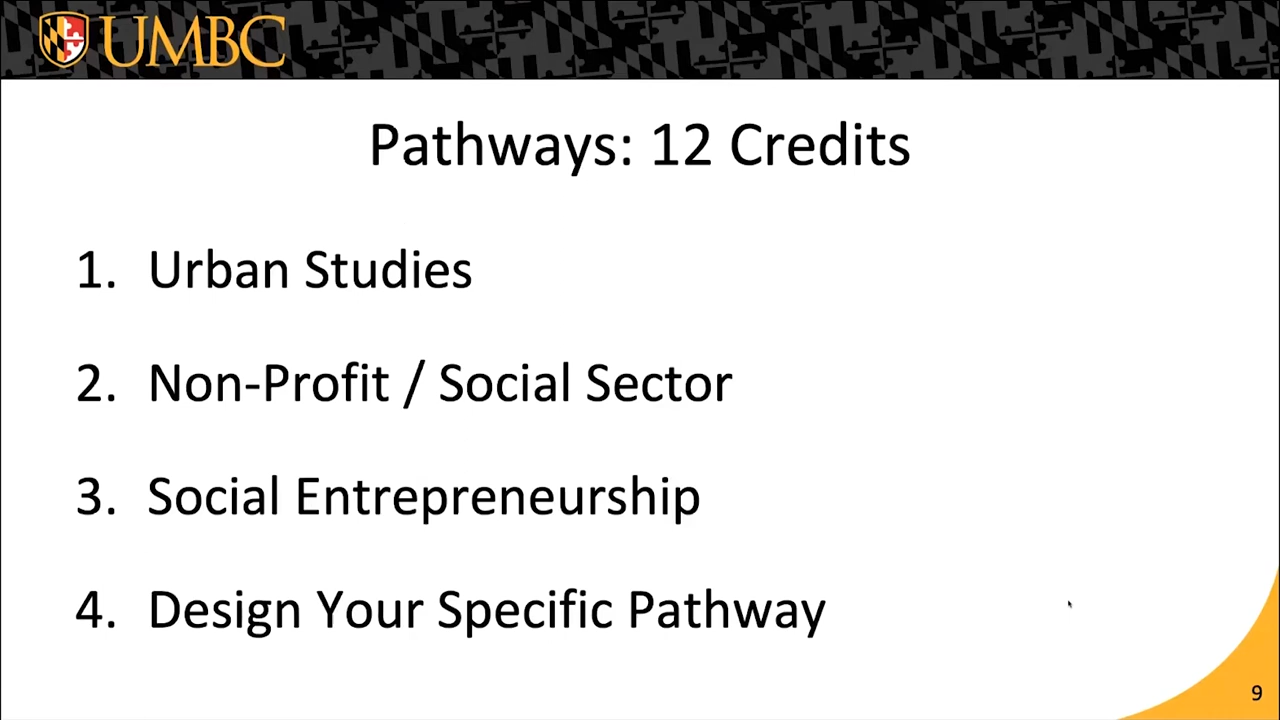 UMBC
Pathways: 12 Credits
1. Urban Studies
2. Non-Profit / Social Sector
3. Social Entrepreneurship
4. Design Your Specific Pathway
9